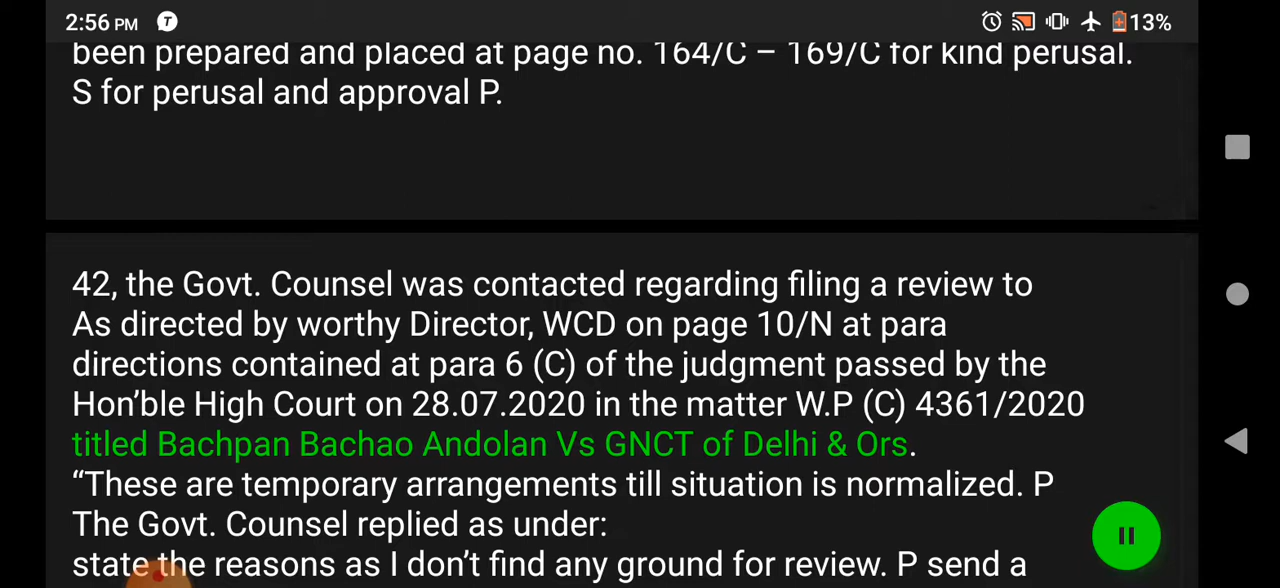 2:56 PM T 13%
been prepared and placed at page no. 164/C – 169/C for kind perusal.
S for perusal and approval P.
42, the Govt. Counsel was contacted regarding filing a review to
As directed by worthy Director, WCD on page 10/N at para
directions contained at para 6 (C) of the judgment passed by the
Hon’ble High Court on 28.07.2020 in the matter W.P (C) 4361/2020
titled Bachpan Bachao Andolan Vs GNCT of Delhi & Ors.
“These are temporary arrangements till situation is normalized. P
The Govt. Counsel replied as under:
state the reasons as I don’t find any ground for review. P send a